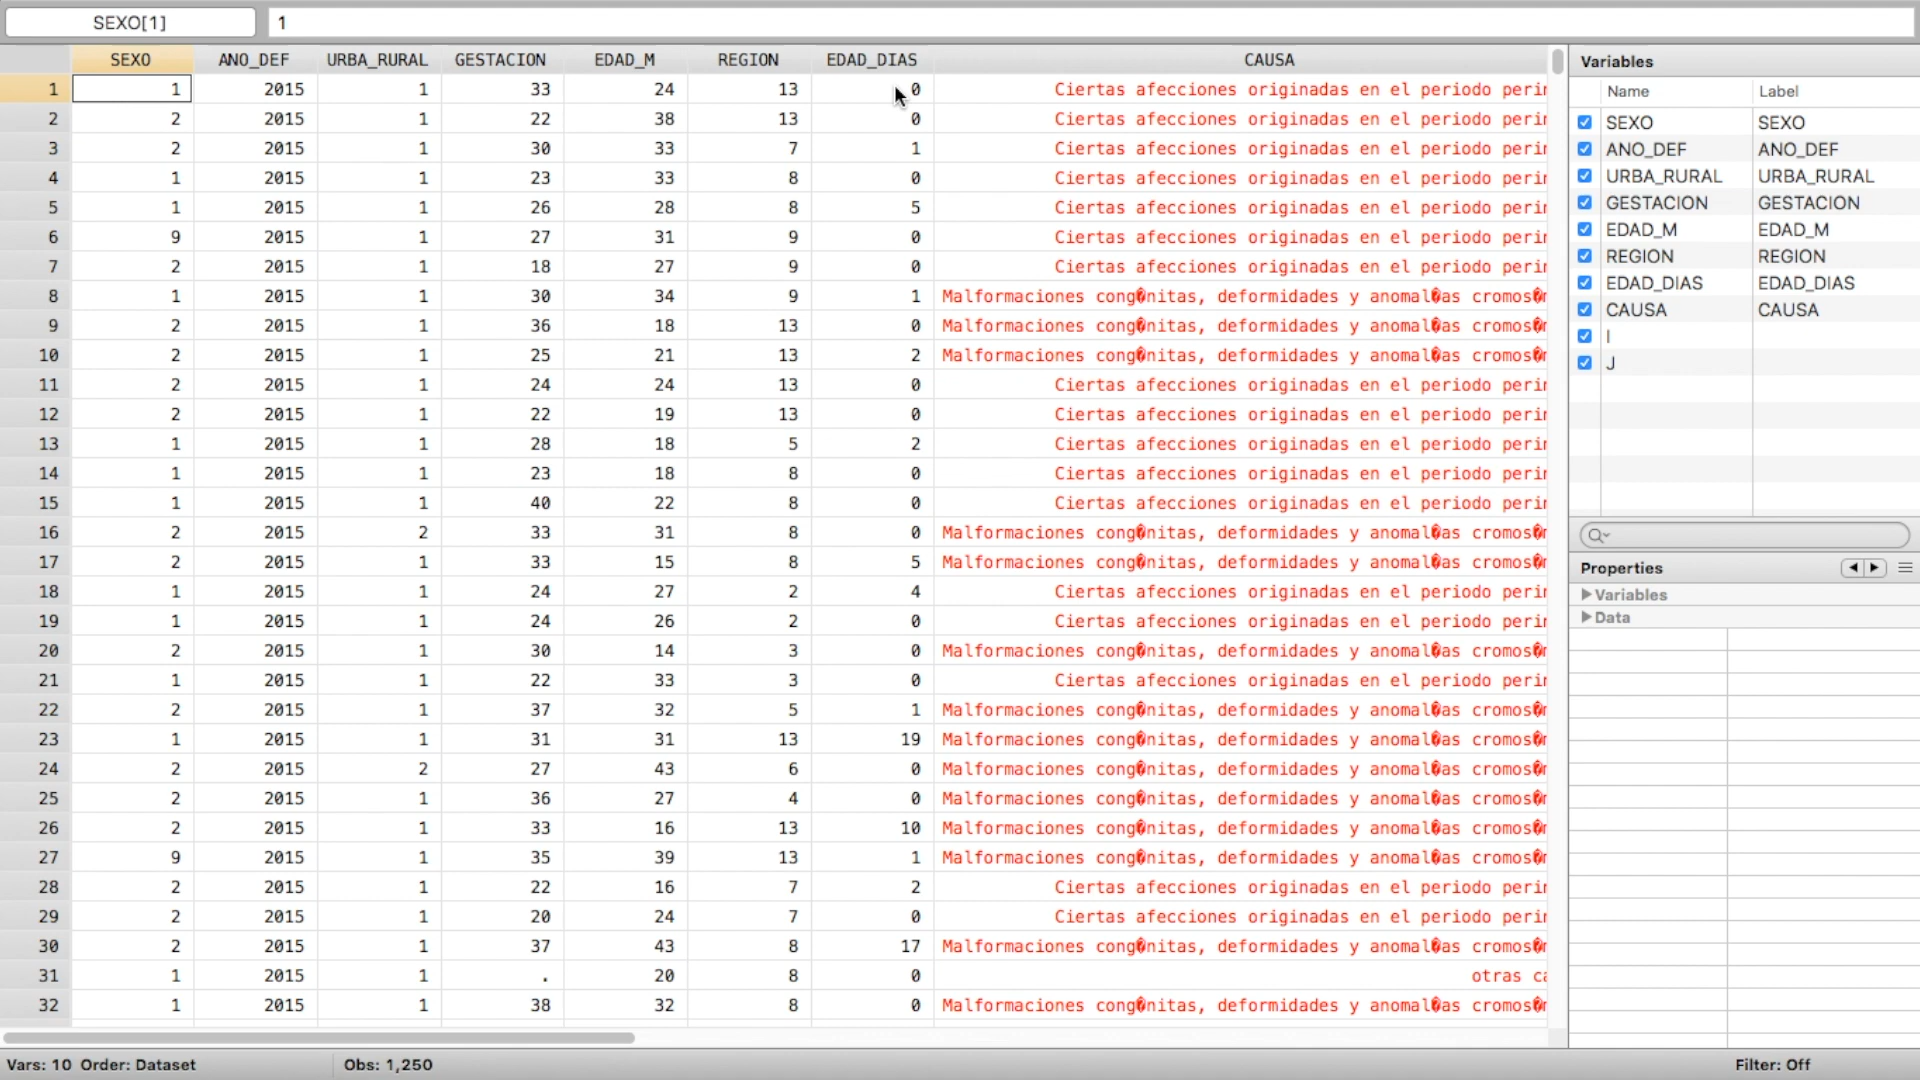 SEXO[1] 1
SEXO ANO_DEF URBA_RURAL GESTACION EDAD_M REGION EDAD_DIAS CAUSA
1 1 2015 1 33 24 13 0 Ciertas afecciones originadas en el periodo perin
2 2 2015 1 22 38 13 0 Ciertas afecciones originadas en el periodo perin
3 2 2015 1 30 33 7 1 Ciertas afecciones originadas en el periodo perin
4 1 2015 1 23 33 8 0 Ciertas afecciones originadas en el periodo perin
5 1 2015 1 26 28 8 5 Ciertas afecciones originadas en el periodo perin
6 9 2015 1 27 31 9 0 Ciertas afecciones originadas en el periodo perin
7 2 2015 1 18 27 9 0 Ciertas afecciones originadas en el periodo perin
8 1 2015 1 30 34 9 1 Malformaciones cong�nitas, deformidades y anomal�as cromos�m
9 2 2015 1 36 18 13 0 Malformaciones cong�nitas, deformidades y anomal�as cromos�m
10 2 2015 1 25 21 13 2 Malformaciones cong�nitas, deformidades y anomal�as cromos�m
11 2 2015 1 24 24 13 0 Ciertas afecciones originadas en el periodo perin
12 2 2015 1 22 19 13 0 Ciertas afecciones originadas en el periodo perin
13 1 2015 1 28 18 5 2 Ciertas afecciones originadas en el periodo perin
14 1 2015 1 23 18 8 0 Ciertas afecciones originadas en el periodo perin
15 1 2015 1 40 22 8 0 Ciertas afecciones originadas en el periodo perin
16 2 2015 2 33 31 8 0 Malformaciones cong�nitas, deformidades y anomal�as cromos�m
17 2 2015 1 33 15 8 5 Malformaciones cong�nitas, deformidades y anomal�as cromos�m
18 1 2015 1 24 27 2 4 Ciertas afecciones originadas en el periodo perin
19 1 2015 1 24 26 2 0 Ciertas afecciones originadas en el periodo perin
20 2 2015 1 30 14 3 0 Malformaciones cong�nitas, deformidades y anomal�as cromos�m
21 1 2015 1 22 33 3 0 Ciertas afecciones originadas en el periodo perin
22 2 2015 1 37 32 5 1 Malformaciones cong�nitas, deformidades y anomal�as cromos�m
23 1 2015 1 31 31 13 19 Malformaciones cong�nitas, deformidades y anomal�as cromos�m
24 2 2015 2 27 43 6 0 Malformaciones cong�nitas, deformidades y anomal�as cromos�m
25 2 2015 1 36 27 4 0 Malformaciones cong�nitas, deformidades y anomal�as cromos�m
26 2 2015 1 33 16 13 10 Malformaciones cong�nitas, deformidades y anomal�as cromos�m
27 9 2015 1 35 39 13 1 Malformaciones cong�nitas, deformidades y anomal�as cromos�m
28 2 2015 1 22 16 7 2 Ciertas afecciones originadas en el periodo perin
29 2 2015 1 20 24 7 0 Ciertas afecciones originadas en el periodo perin
30 2 2015 1 37 43 8 17 Malformaciones cong�nitas, deformidades y anomal�as cromos�m
31 1 2015 1 . 20 8 0 otras ca
32 1 2015 1 38 32 8 0 Malformaciones cong�nitas, deformidades y anomal�as cromos�m
Variables
Name Label
SEXO SEXO
ANO_DEF ANO_DEF
URBA_RURAL URBA_RURAL
GESTACION GESTACION
EDAD_M EDAD_M
REGION REGION
EDAD_DIAS EDAD_DIAS
CAUSA CAUSA
I
J
Properties
Variables
Data
Vars: 10 Order: Dataset Obs: 1,250 Filter: Off